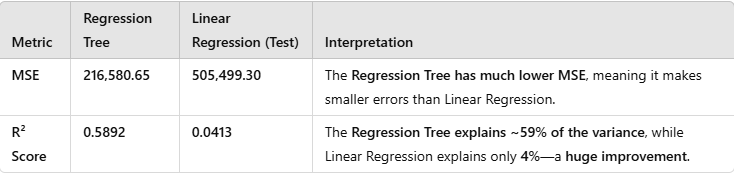 Metric Regression Tree Linear Regression (Test) Interpretation
MSE 216,580.65 505,499.30 The Regression Tree has much lower MSE, meaning it makes
smaller errors than Linear Regression.
R² Score 0.5892 0.0413 The Regression Tree explains ~59% of the variance, while
Linear Regression explains only 4%—a huge improvement.